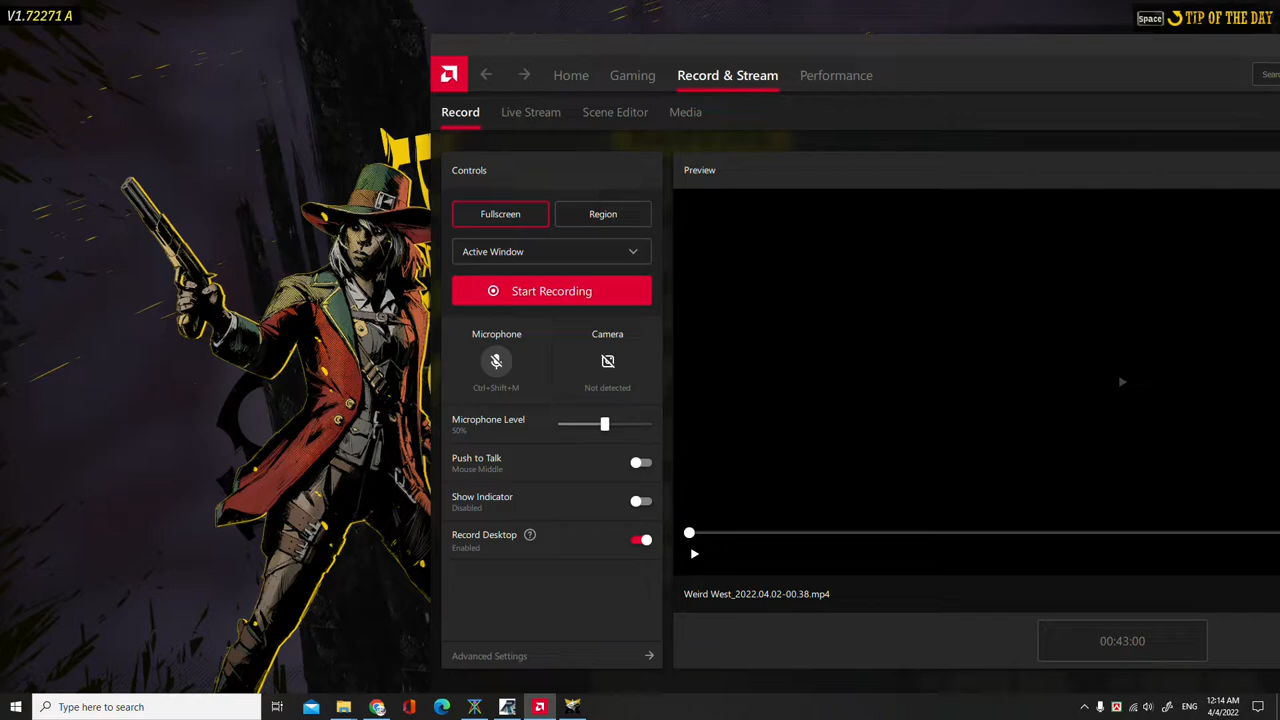 V1.72271 A
Space TIP OF THE DAY
Home Gaming Record & Stream Performance
Sear
Record Live Stream Scene Editor Media
Controls
Preview
Fullscreen Region
Active Window
Start Recording
Microphone Camera
Ctrl+Shift+M Not detected
Microphone Level
50%
Push to Talk
Mouse Middle
Show Indicator
Disabled
Record Desktop ?
Enabled
Weird West_2022.04.02-00.38.mp4
00:43:00
Advanced Settings
Type here to search
ENG
12:14 AM
4/4/2022